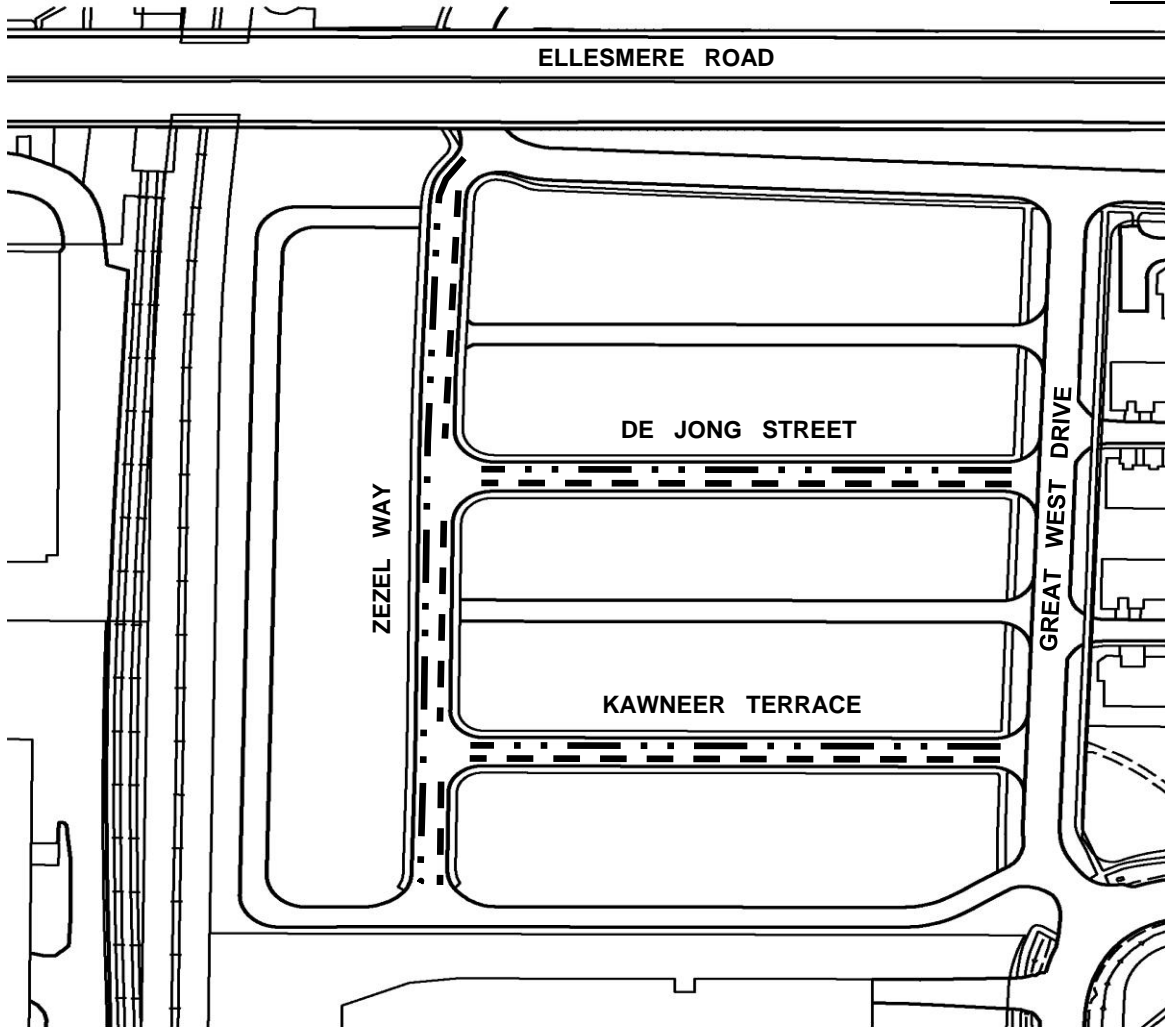 ELLESMERE ROAD
DE JONG STREET
ZEZEL WAY
GREAT WEST DRIVE
KAWNEER TERRACE